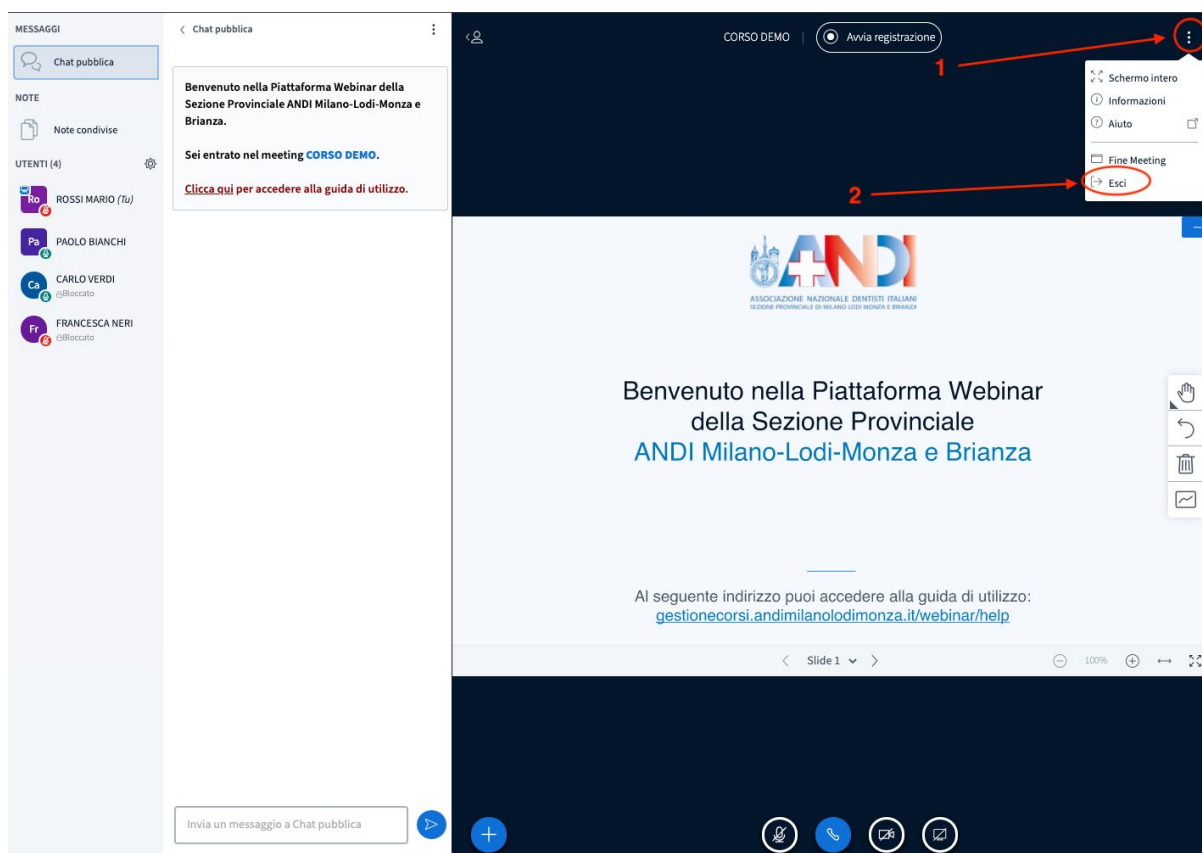 MESSAGGI
Chat pubblica
NOTE
Note condivise
UTENTI (4)
Ro
ROSSI MARIO (Tu)
Pa
PAOLO BIANCHI
Ca
CARLO VERDI
Bloccato
Fr
FRANCESCA NERI
Bloccato
Chat pubblica
Benvenuto nella Piattaforma Webinar della
Sezione Provinciale ANDI Milano-Lodi-Monza e
Brianza.
Sei entrato nel meeting CORSO DEMO.
Clicca qui per accedere alla guida di utilizzo.
Invia un messaggio a Chat pubblica
CORSO DEMO
Avvia registrazione
1
Schermo intero
Informazioni
Aiuto
Fine Meeting
2
Esci
ANDI
ASSOCIAZIONE NAZIONALE DENTISTI ITALIANI
SEZIONE PROVINCIALE DI MILANO LODI MONZA E BRIANZA
Benvenuto nella Piattaforma Webinar
della Sezione Provinciale
ANDI Milano-Lodi-Monza e Brianza
Al seguente indirizzo puoi accedere alla guida di utilizzo:
gestionecorsi.andimilanolodimonza.it/webinar/help
Slide 1
100%